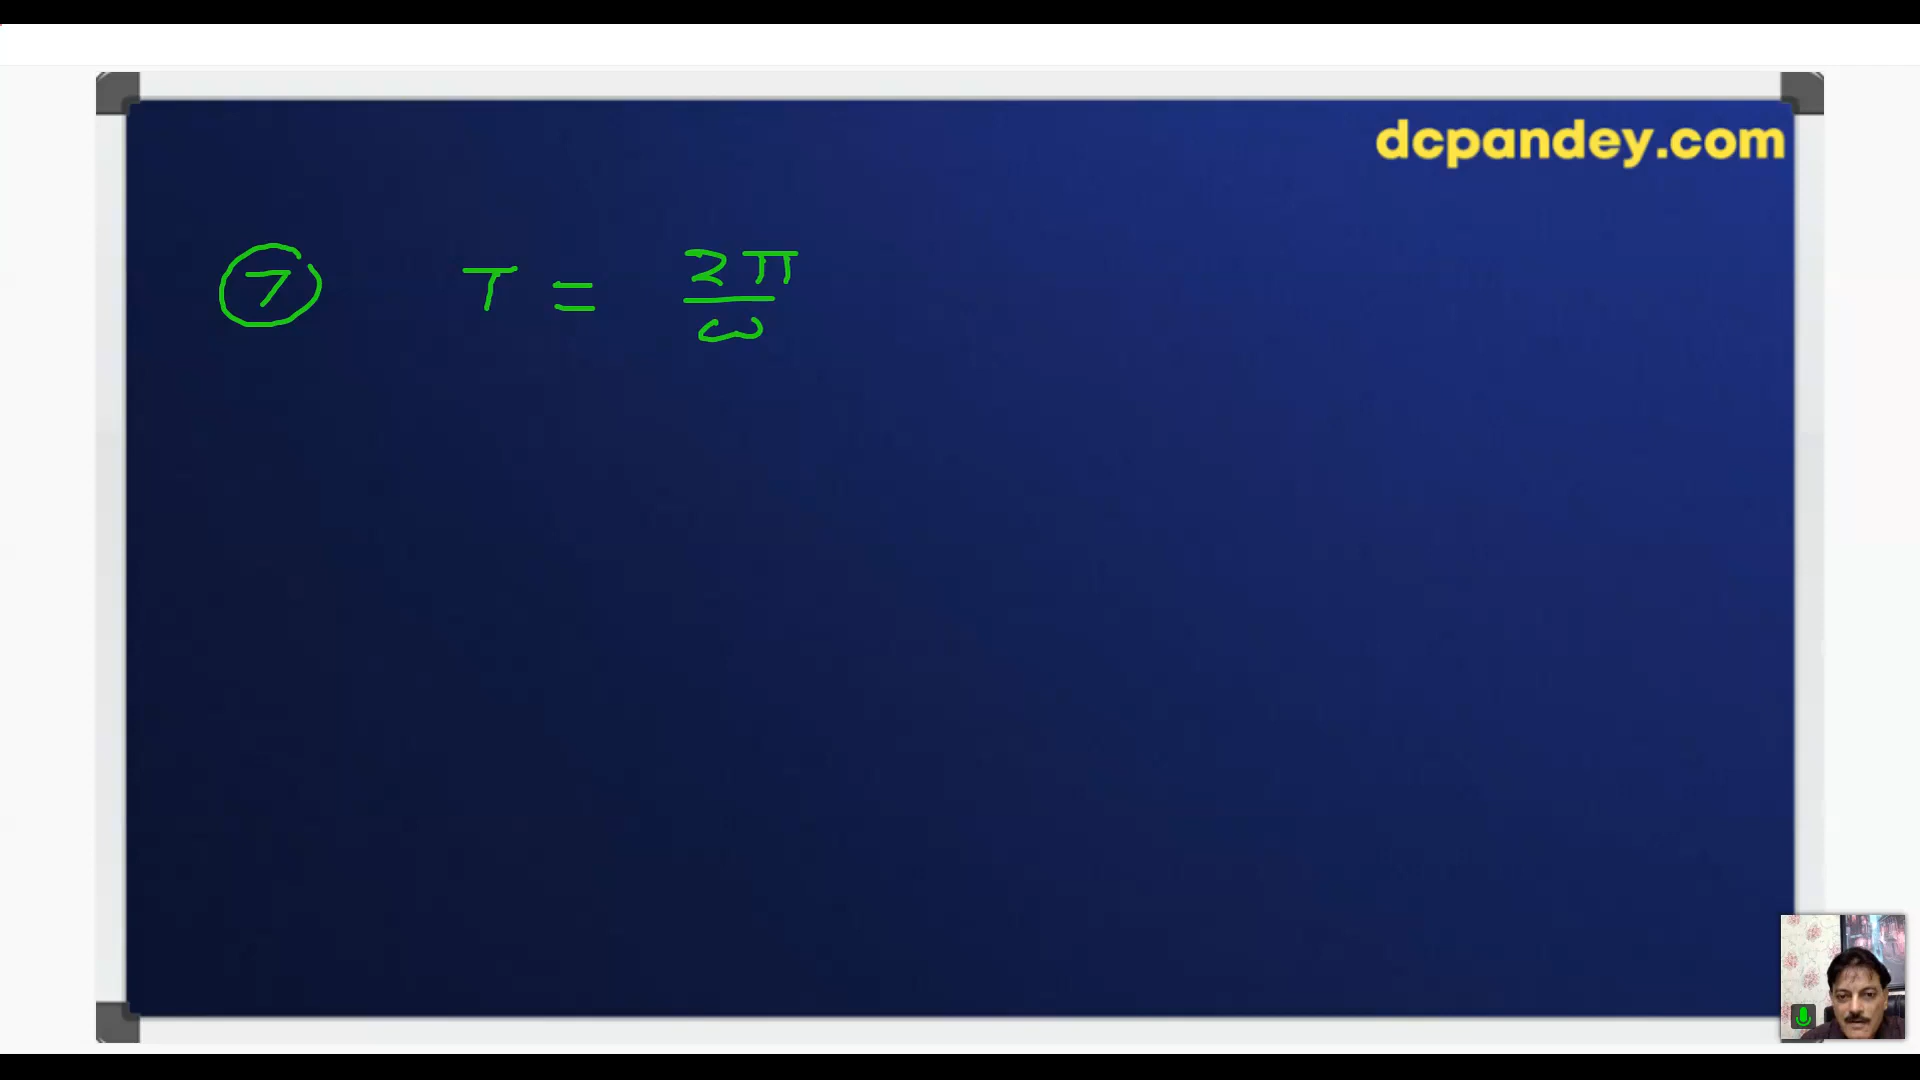 dcpandey.com
7 T = 2π/ω